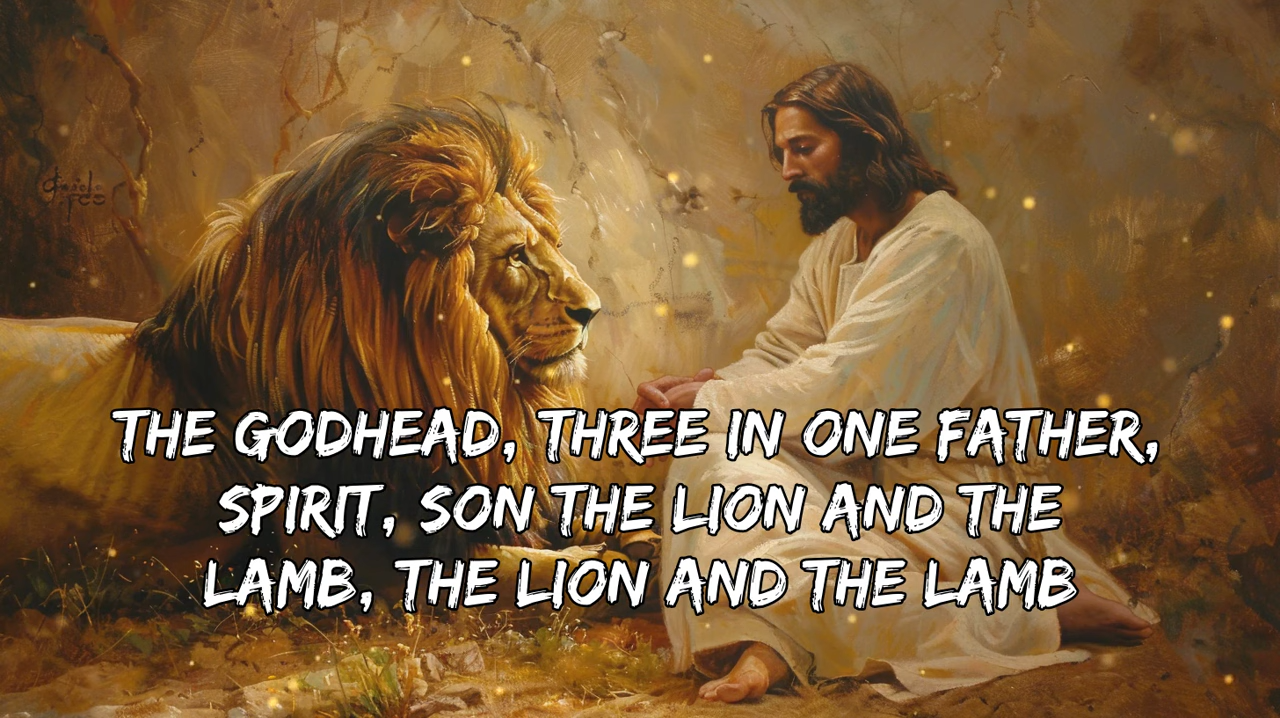 THE GODHEAD, THREE IN ONE FATHER,
SPIRIT, SON THE LION AND THE
LAMB, THE LION AND THE LAMB